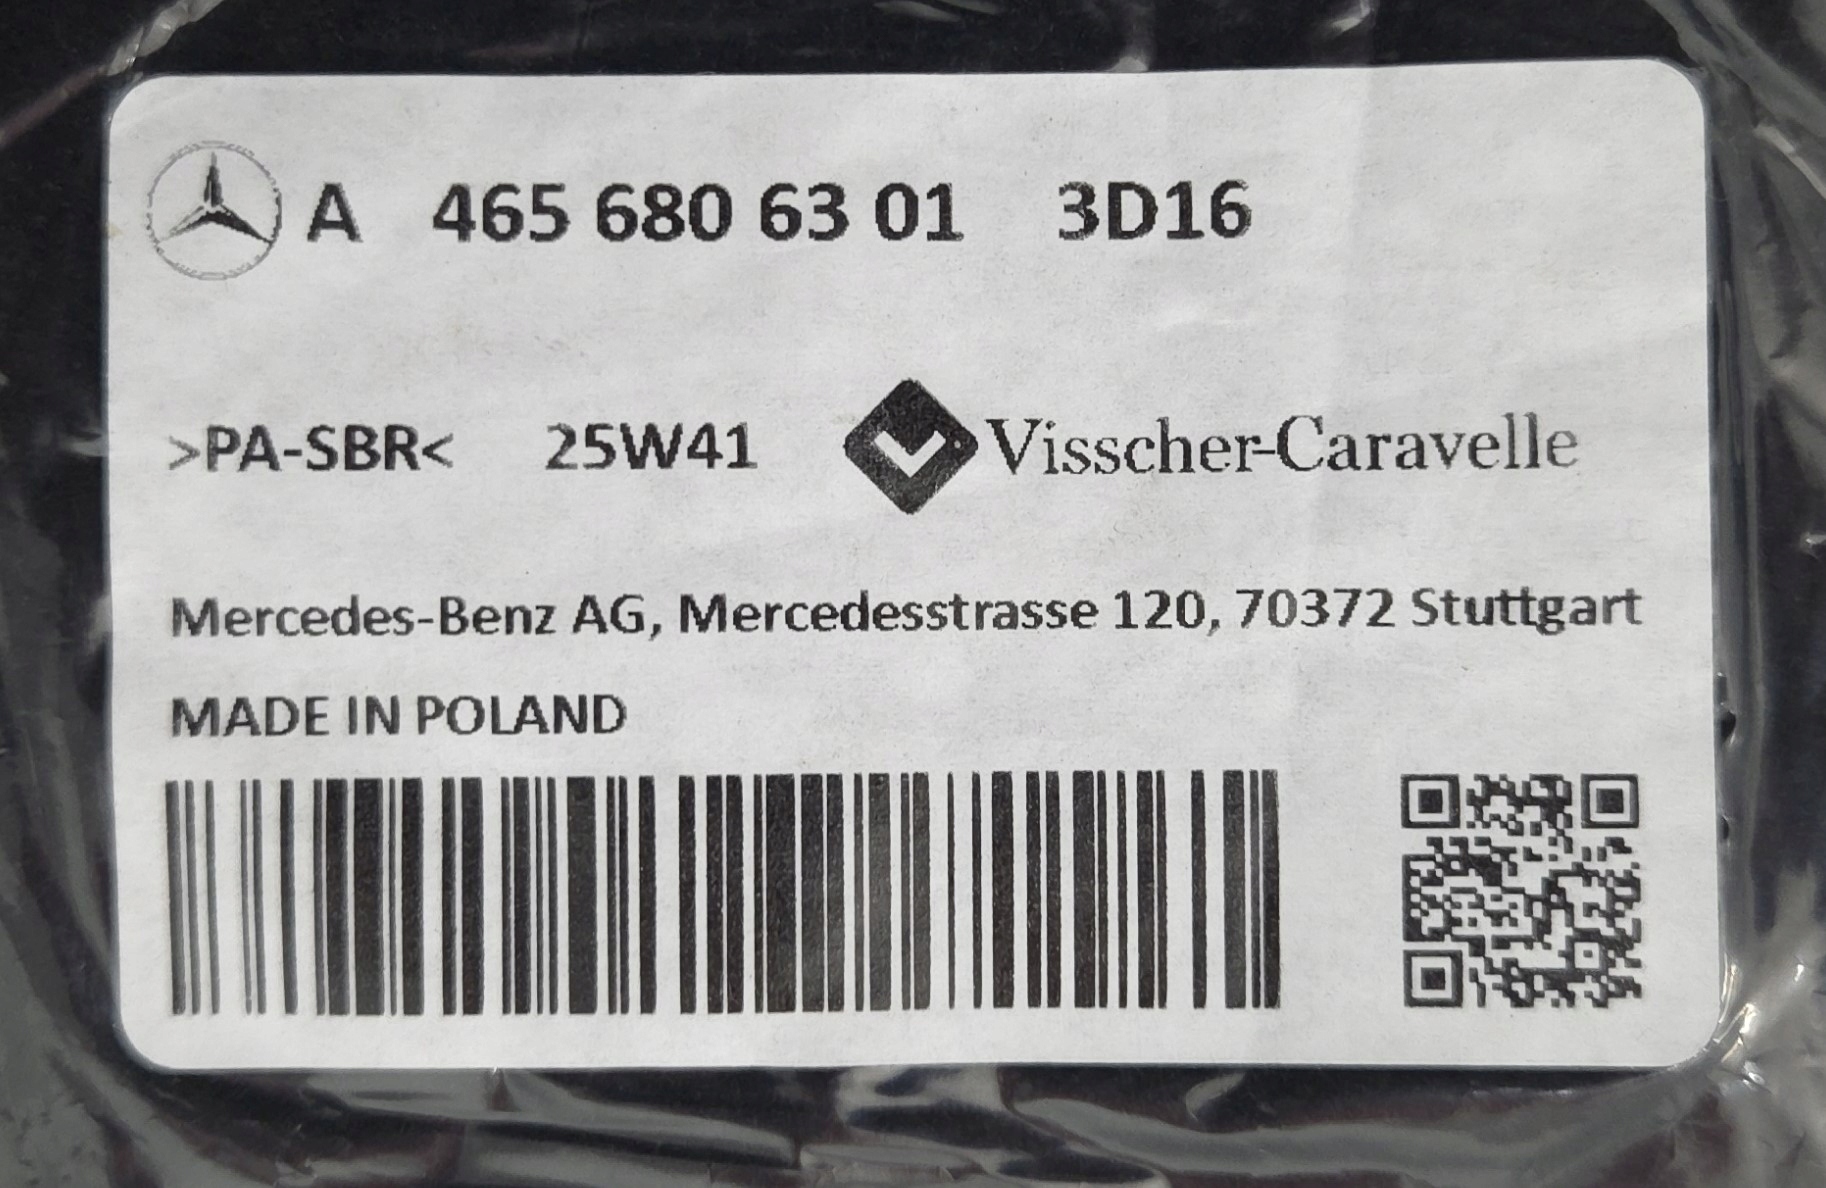 A 465 680 63 01 3D16
>PA-SBR< 25W41 Visscher-Caravelle
Mercedes-Benz AG, Mercedesstrasse 120, 70372 Stuttgart
MADE IN POLAND